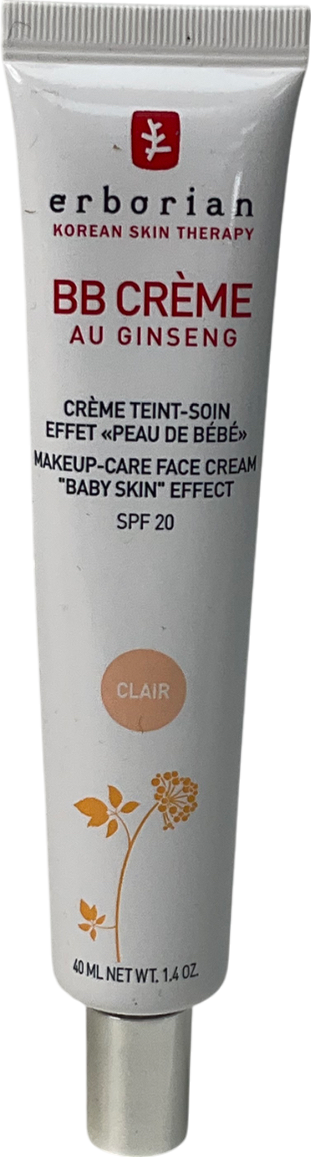 erborian
KOREAN SKIN THERAPY
BB CRÈME
AU GINSENG
CRÈME TEINT-SOIN
EFFET «PEAU DE BÉBÉ»
MAKEUP-CARE FACE CREAM
"BABY SKIN" EFFECT
SPF 20
CLAIR
40 ML NET WT. 1.4 OZ.